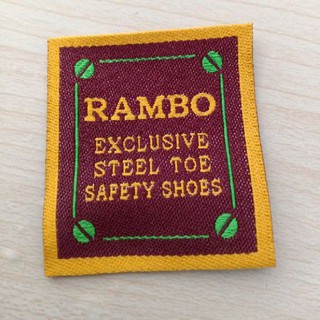 RAMBO
EXCLUSIVE
STEEL TOE
SAFETY SHOES